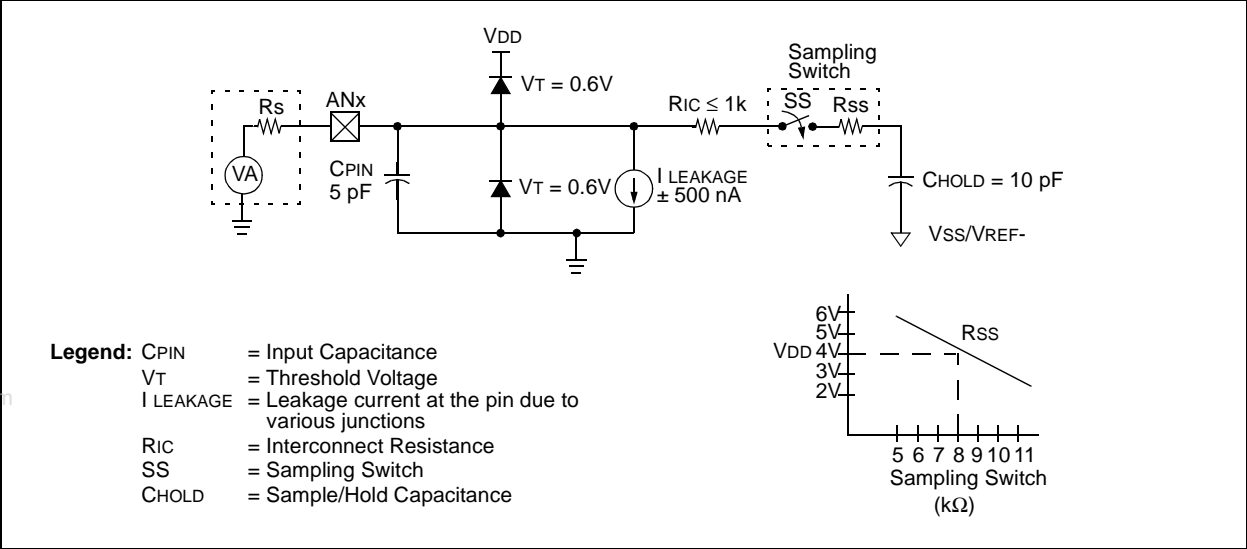 VDD
Sampling
Switch
VT = 0.6V
Rs
ANx
RIC ≤ 1k
SS
RSS
VA
CPIN
5 pF
VT = 0.6V
I LEAKAGE
± 500 nA
CHOLD = 10 pF
VSS/VREF-
6V
5V
VDD 4V
3V
2V
RSS
5 6 7 8 9 10 11
Sampling Switch
(kΩ)
Legend: CPIN = Input Capacitance
VT = Threshold Voltage
I LEAKAGE = Leakage current at the pin due to
various junctions
RIC = Interconnect Resistance
SS = Sampling Switch
CHOLD = Sample/Hold Capacitance
m